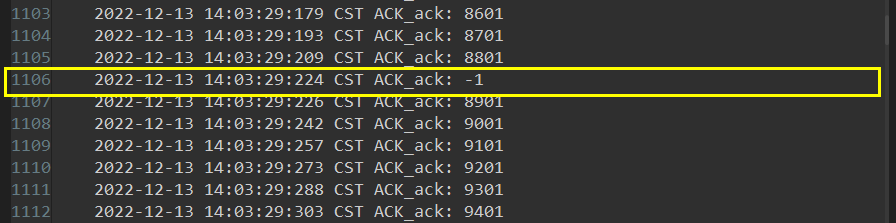 1103 2022-12-13 14:03:29:179 CST ACK_ack: 8601
1104 2022-12-13 14:03:29:193 CST ACK_ack: 8701
1105 2022-12-13 14:03:29:209 CST ACK_ack: 8801
1106 2022-12-13 14:03:29:224 CST ACK_ack: -1
1107 2022-12-13 14:03:29:226 CST ACK_ack: 8901
1108 2022-12-13 14:03:29:242 CST ACK_ack: 9001
1109 2022-12-13 14:03:29:257 CST ACK_ack: 9101
1110 2022-12-13 14:03:29:273 CST ACK_ack: 9201
1111 2022-12-13 14:03:29:288 CST ACK_ack: 9301
1112 2022-12-13 14:03:29:303 CST ACK_ack: 9401